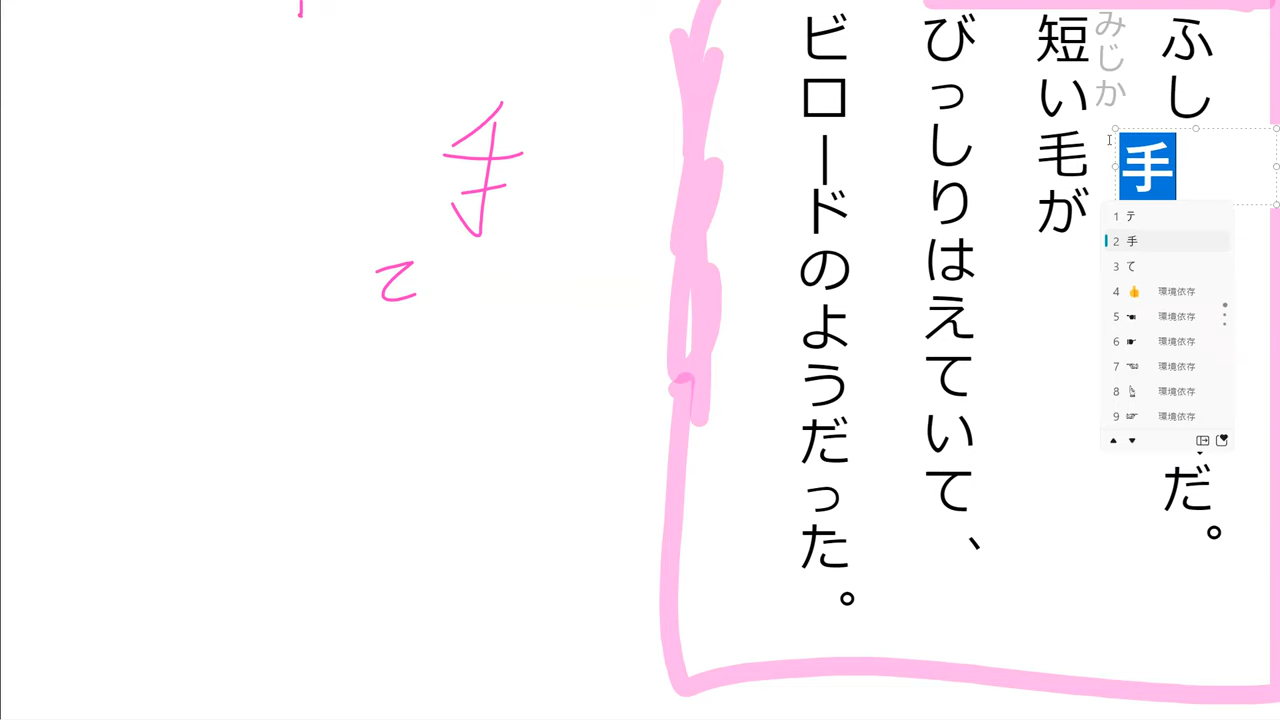 ふし
だ。
手
みじか
短い毛が
びっしりはえていて、
ビロードのようだった。
1 テ
2 手
3 て
4 👍 環境依存
5 環境依存
6 環境依存
7 環境依存
8 環境依存
9 環境依存
手